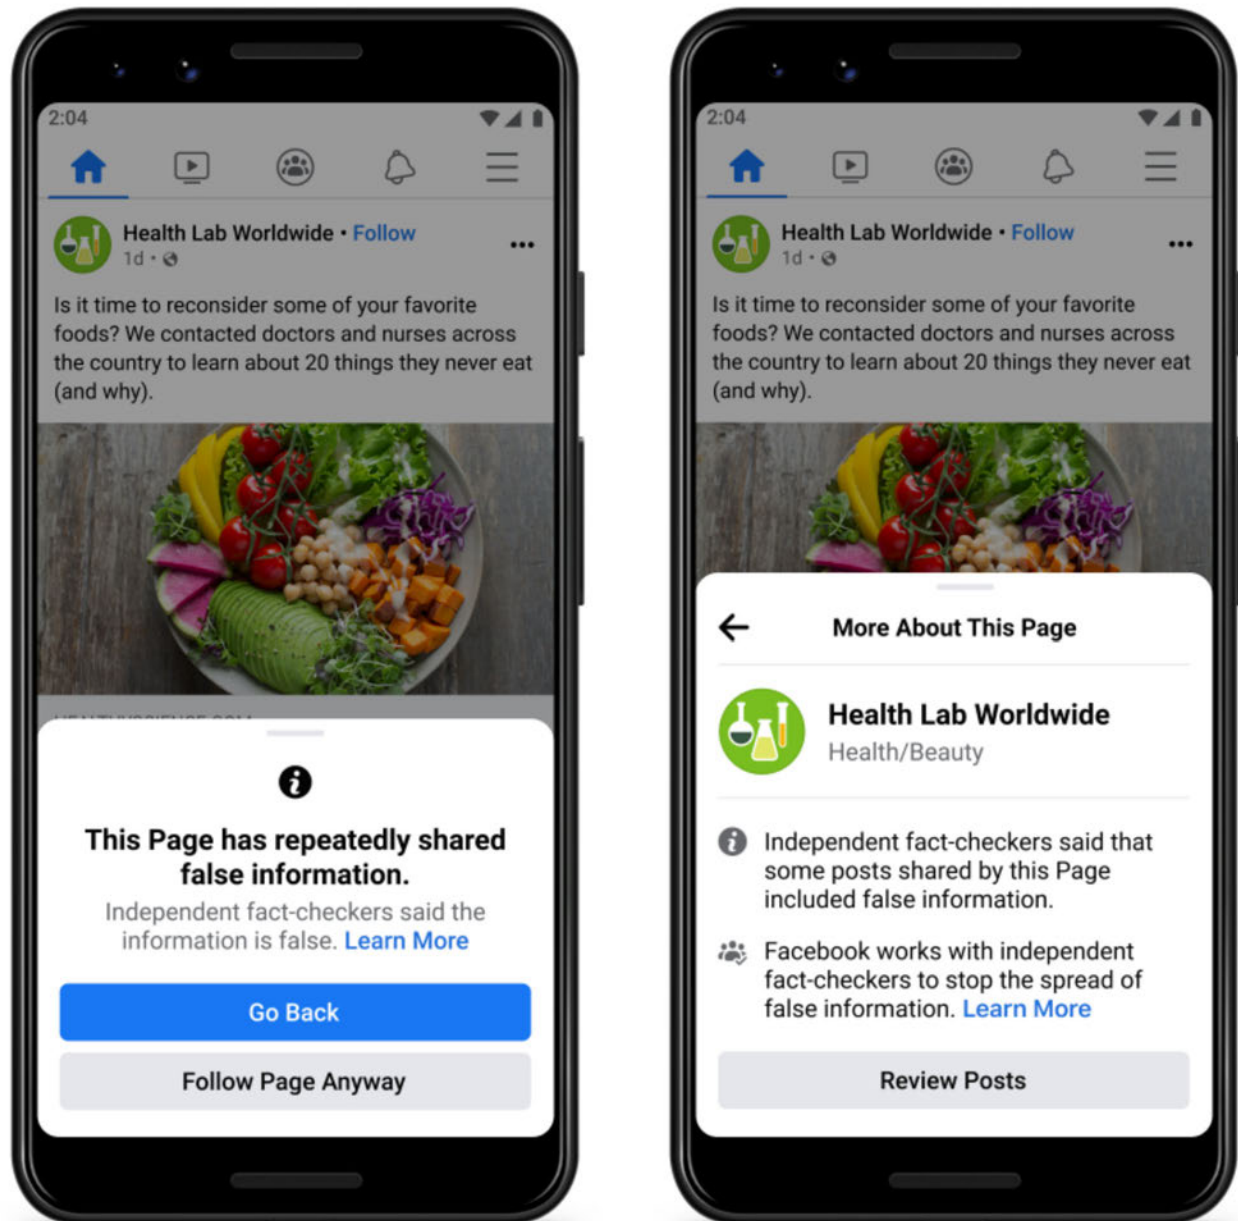 2:04
Health Lab Worldwide • Follow
1d •
Is it time to reconsider some of your favorite
foods? We contacted doctors and nurses across
the country to learn about 20 things they never eat
(and why).
This Page has repeatedly shared
false information.
Independent fact-checkers said the
information is false. Learn More
Go Back
Follow Page Anyway
2:04
Health Lab Worldwide • Follow
1d •
Is it time to reconsider some of your favorite
foods? We contacted doctors and nurses across
the country to learn about 20 things they never eat
(and why).
More About This Page
Health Lab Worldwide
Health/Beauty
Independent fact-checkers said that
some posts shared by this Page
included false information.
Facebook works with independent
fact-checkers to stop the spread of
false information. Learn More
Review Posts